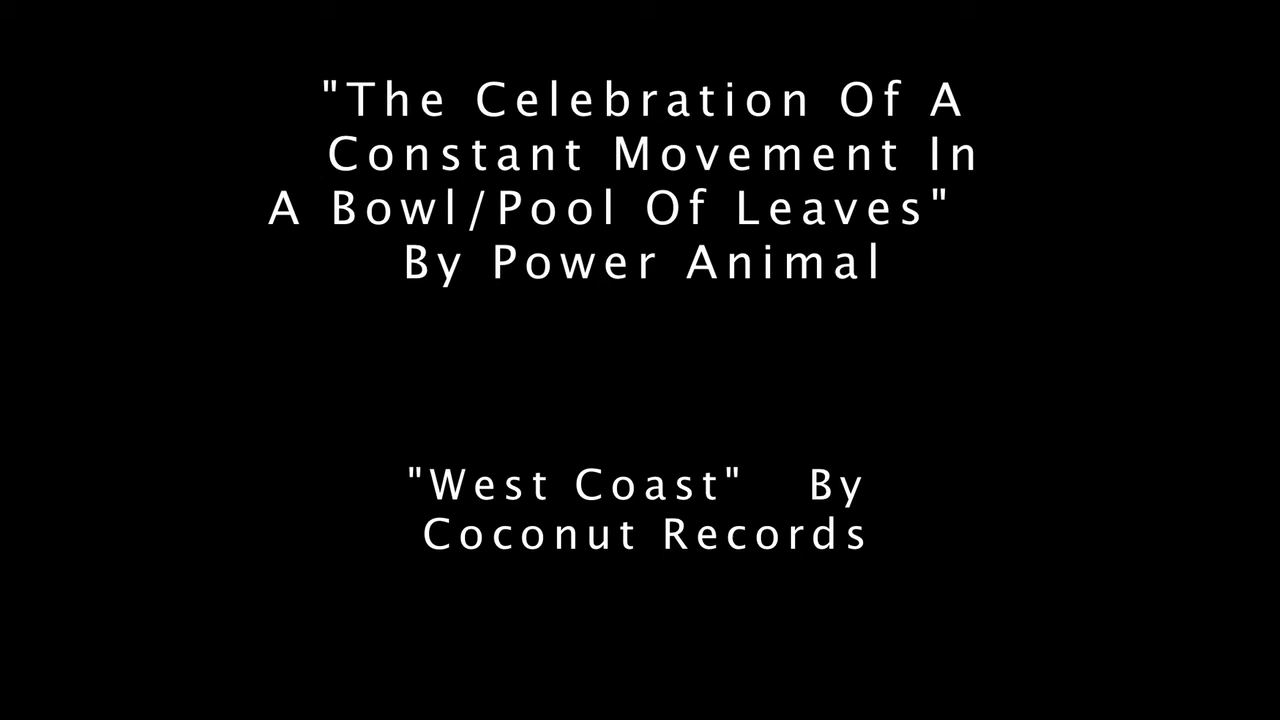 "The Celebration Of A
Constant Movement In
A Bowl/Pool Of Leaves"
By Power Animal
"West Coast" By
Coconut Records